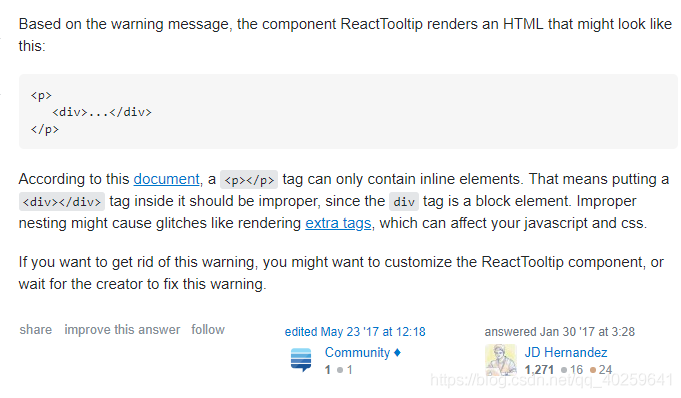 Based on the warning message, the component ReactTooltip renders an HTML that might look like
this:
<p>
<div>...</div>
</p>
According to this document, a <p></p> tag can only contain inline elements. That means putting a
<div></div> tag inside it should be improper, since the div tag is a block element. Improper
nesting might cause glitches like rendering extra tags, which can affect your javascript and css.
If you want to get rid of this warning, you might want to customize the ReactTooltip component, or
wait for the creator to fix this warning.
share improve this answer follow
edited May 23 '17 at 12:18
Community ♦
1 ● 1
answered Jan 30 '17 at 3:28
JD Hernandez
1,271 ● 16 ● 24
https://blog.csdn.net/qq_40259641